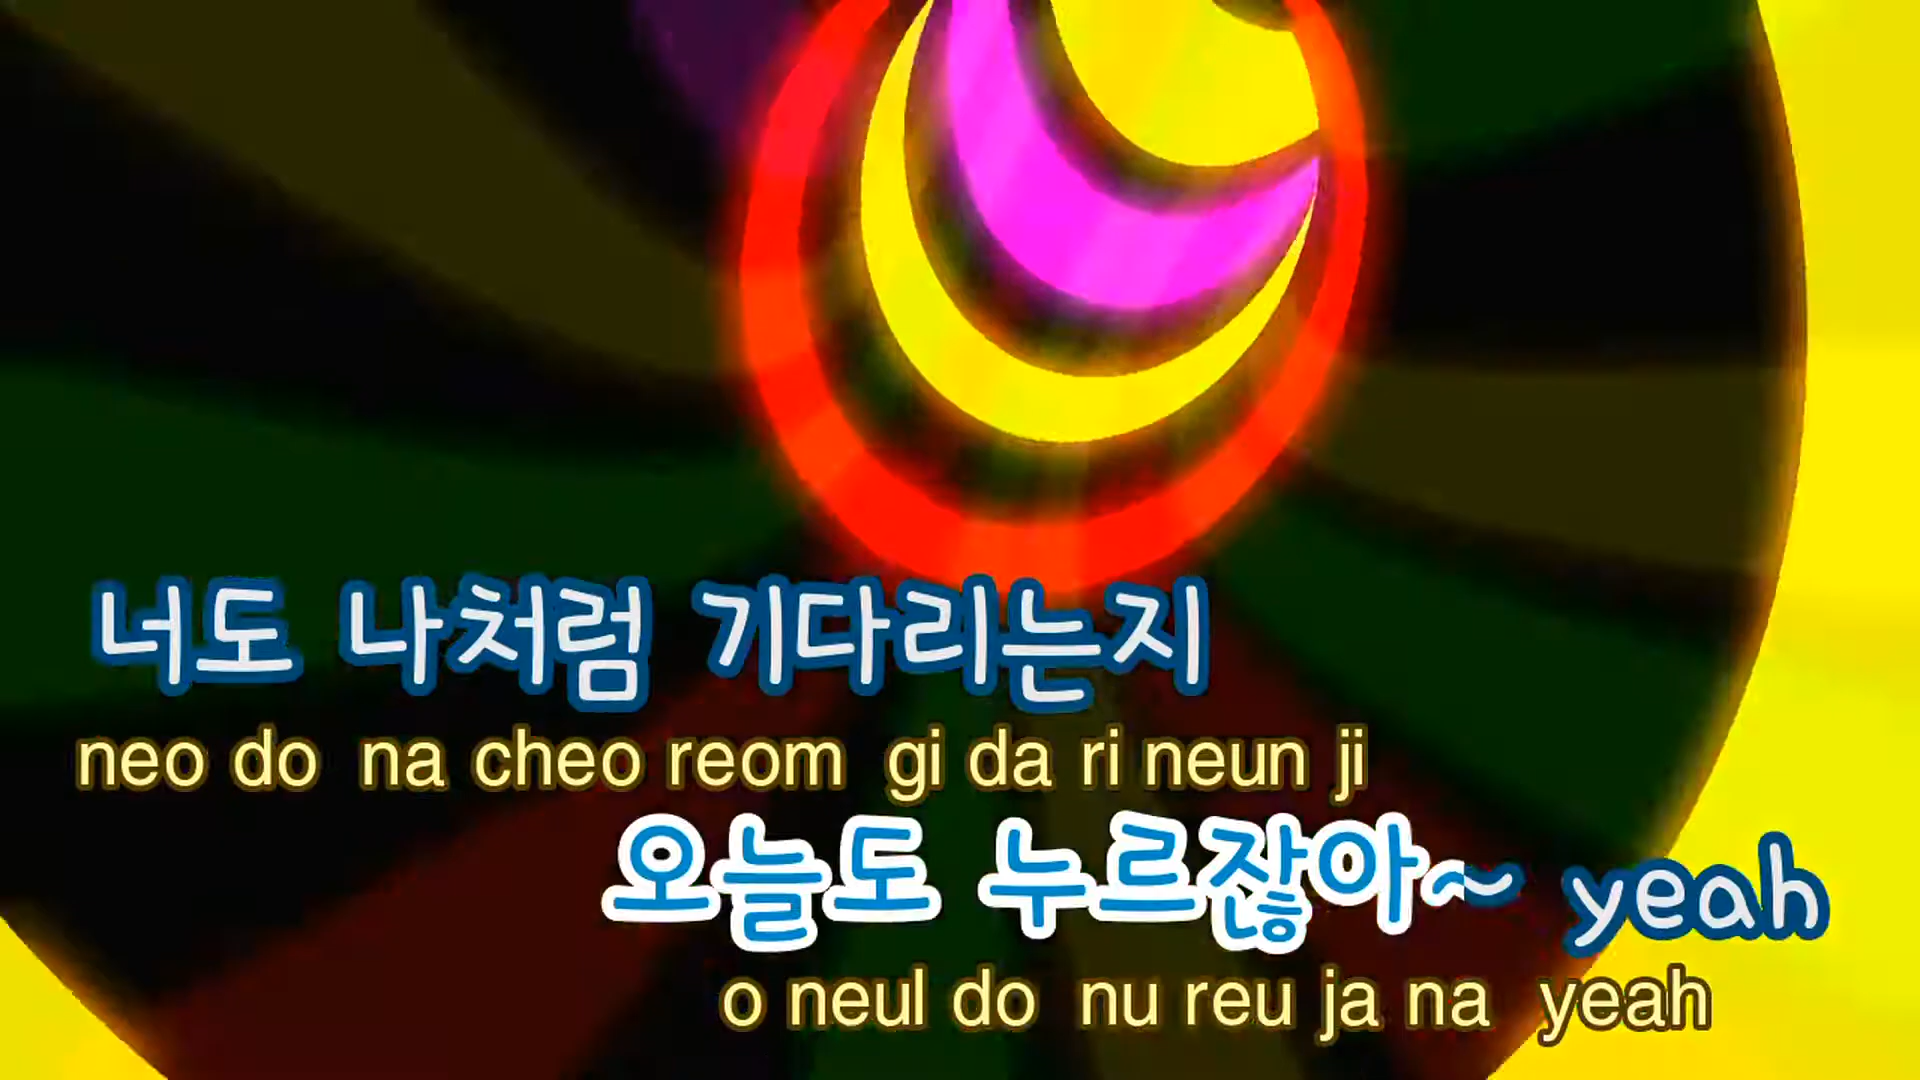 너도 나처럼 기다리는지
neo do na cheo reom gi da ri neun ji
오늘도 누르잖아~ yeah
o neul do nu reu ja na yeah